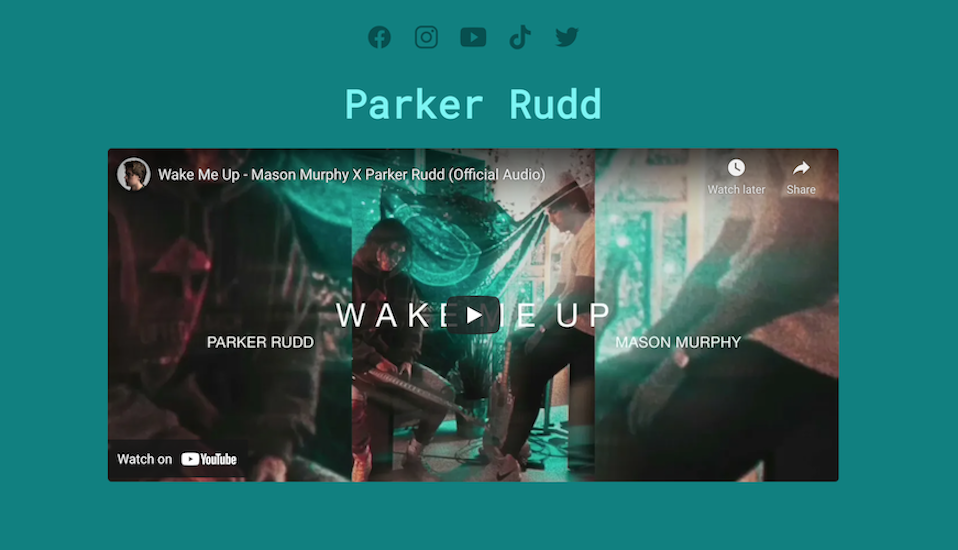 Parker Rudd
Wake Me Up - Mason Murphy X Parker Rudd (Official Audio)
Watch later
Share
WAKE ME UP
PARKER RUDD
MASON MURPHY
Watch on YouTube